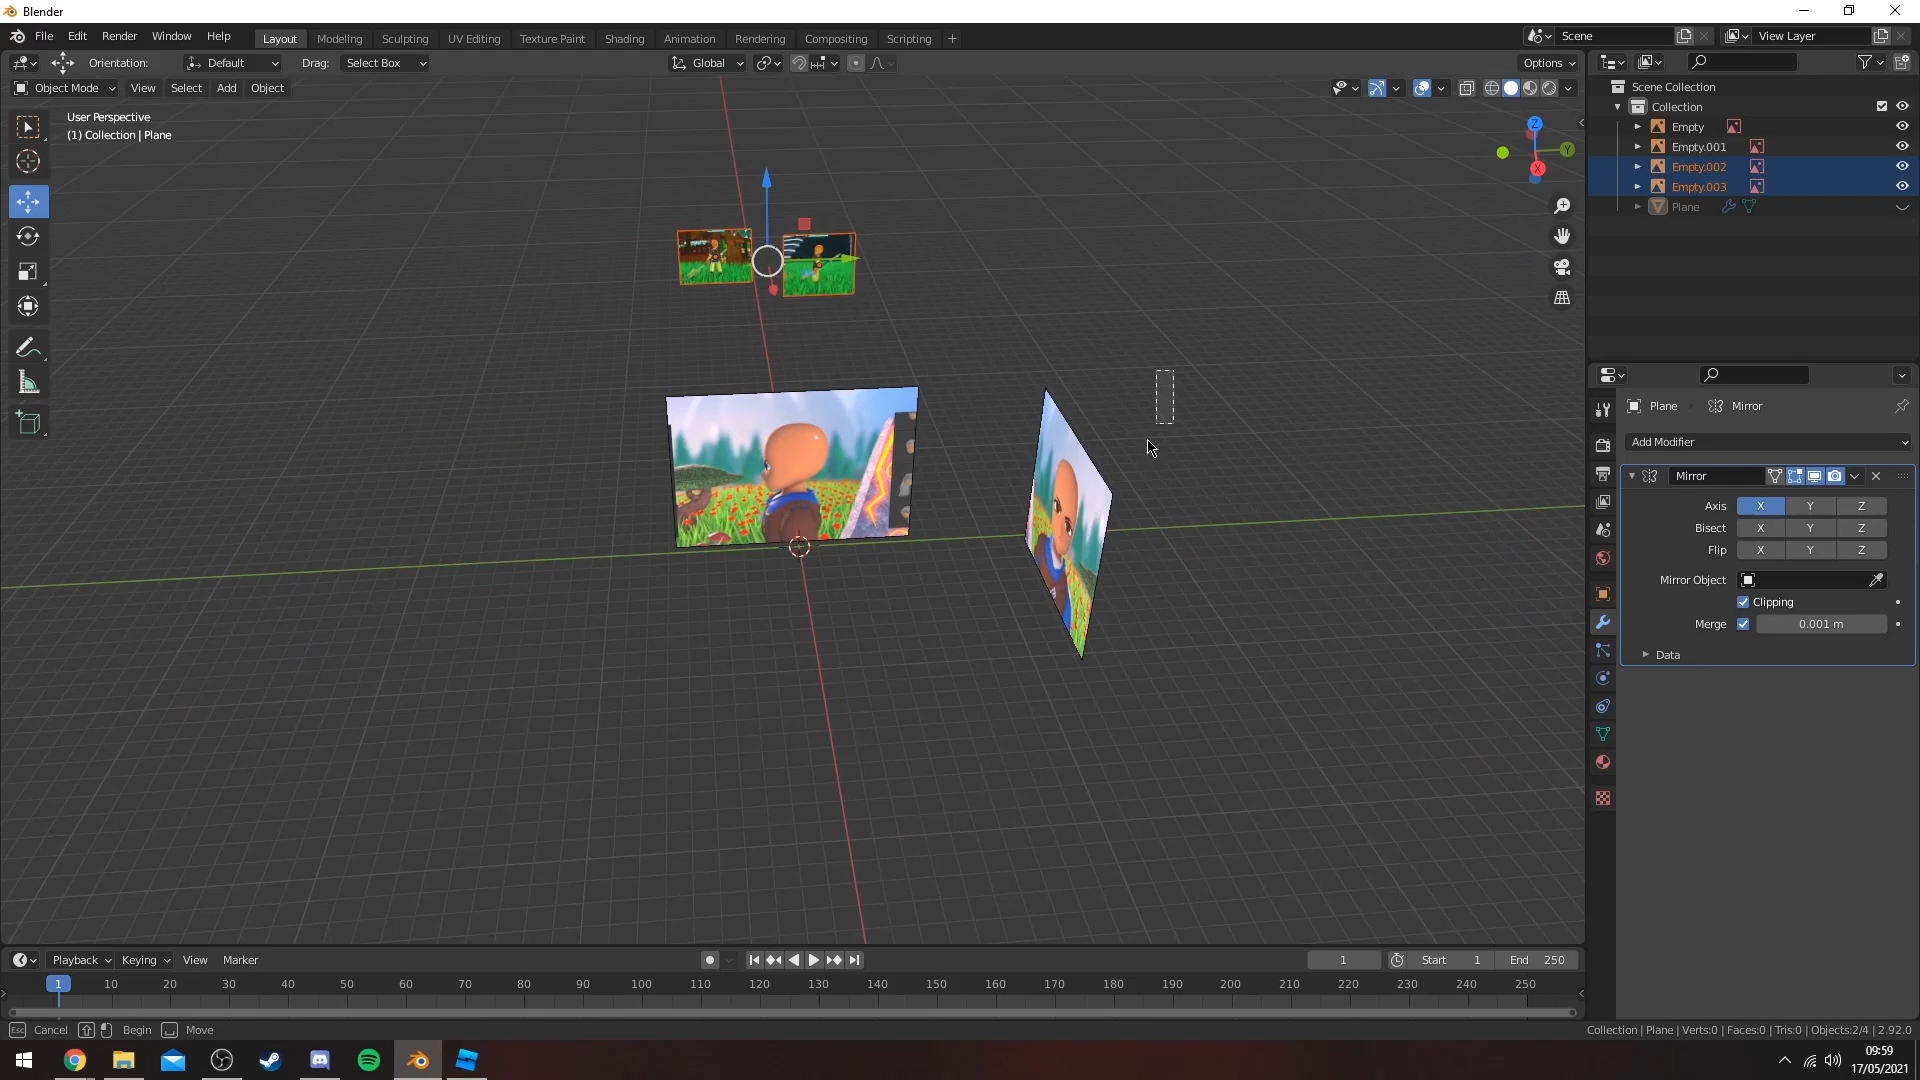 Blender
File Edit Render Window Help
Layout Modeling Sculpting UV Editing Texture Paint Shading Animation Rendering Compositing Scripting +
Scene View Layer
Orientation: Default Drag: Select Box Global Options
Object Mode View Select Add Object
User Perspective
(1) Collection | Plane
Z
Y
X
Scene Collection
Collection
Empty
Empty.001
Empty.002
Empty.003
Plane
Plane Mirror
Add Modifier
Mirror
Axis X Y Z
Bisect X Y Z
Flip X Y Z
Mirror Object
Clipping
Merge 0.001 m
Data
Playback Keying View Marker 1 Start 1 End 250
1 10 20 30 40 50 60 70 80 90 100 110 120 130 140 150 160 170 180 190 200 210 220 230 240 250
Esc Cancel Begin Move
Collection | Plane | Verts:0 | Faces:0 | Tris:0 | Objects:2/4 | 2.92.0
09:59
17/05/2021